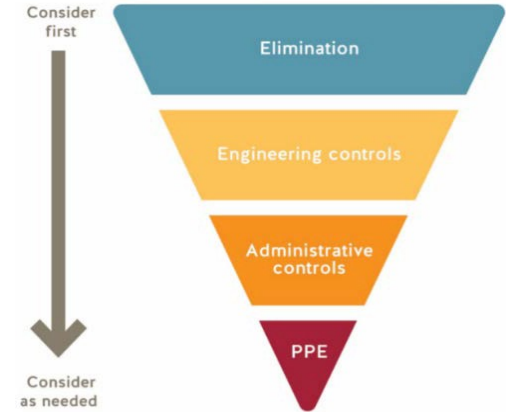 Consider
first
Elimination
Engineering controls
Administrative
controls
PPE
Consider
as needed